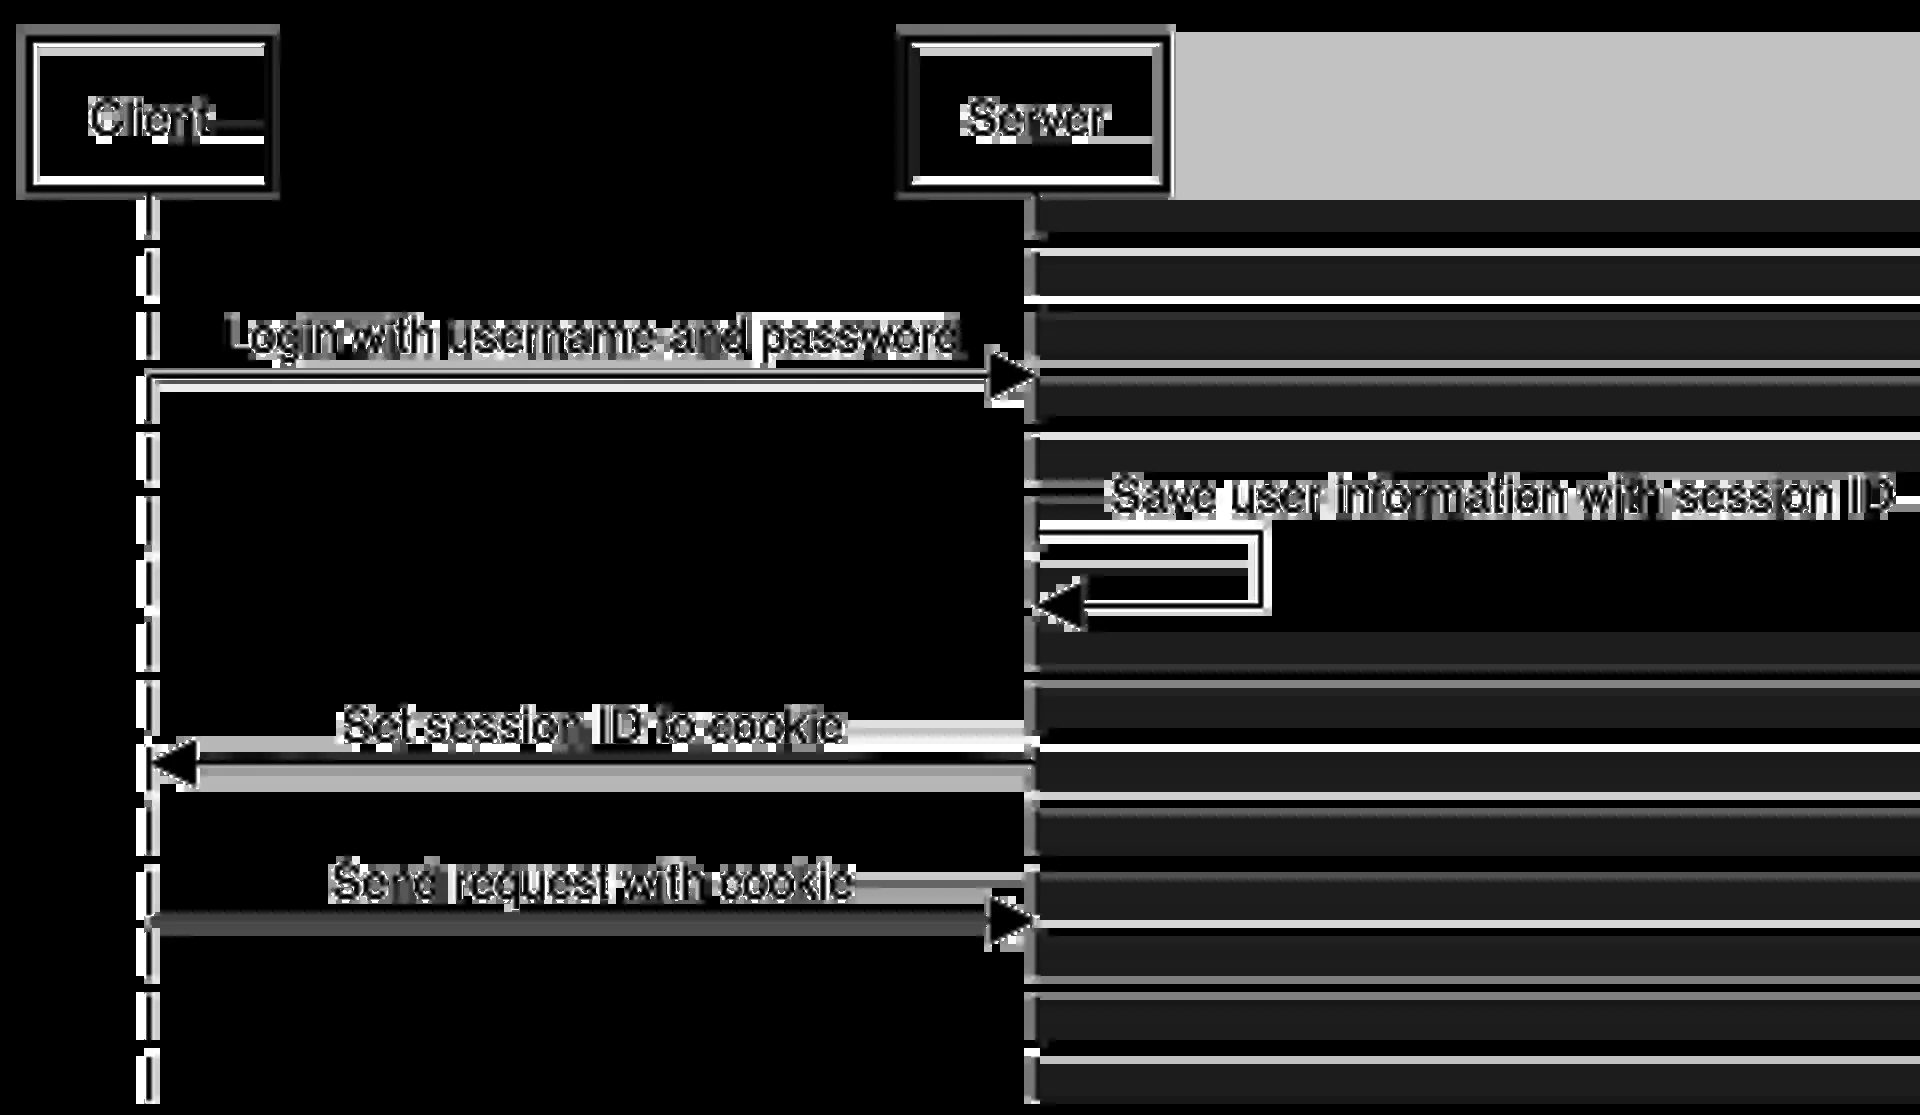 Client
Server
Login with username and password
Save user information with session ID
Set session ID to cookie
Send request with cookie